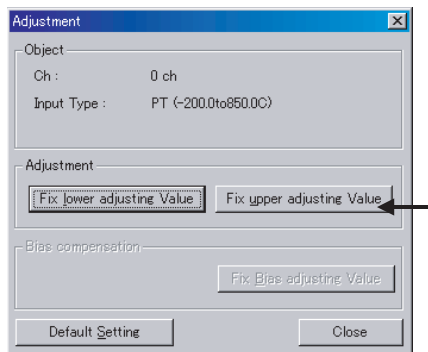 Adjustment
Object
Ch : 0 ch
Input Type : PT (-200.0to850.0C)
Adjustment
Fix lower adjusting Value Fix upper adjusting Value
Bias compensation
Fix Bias adjusting Value
Default Setting Close